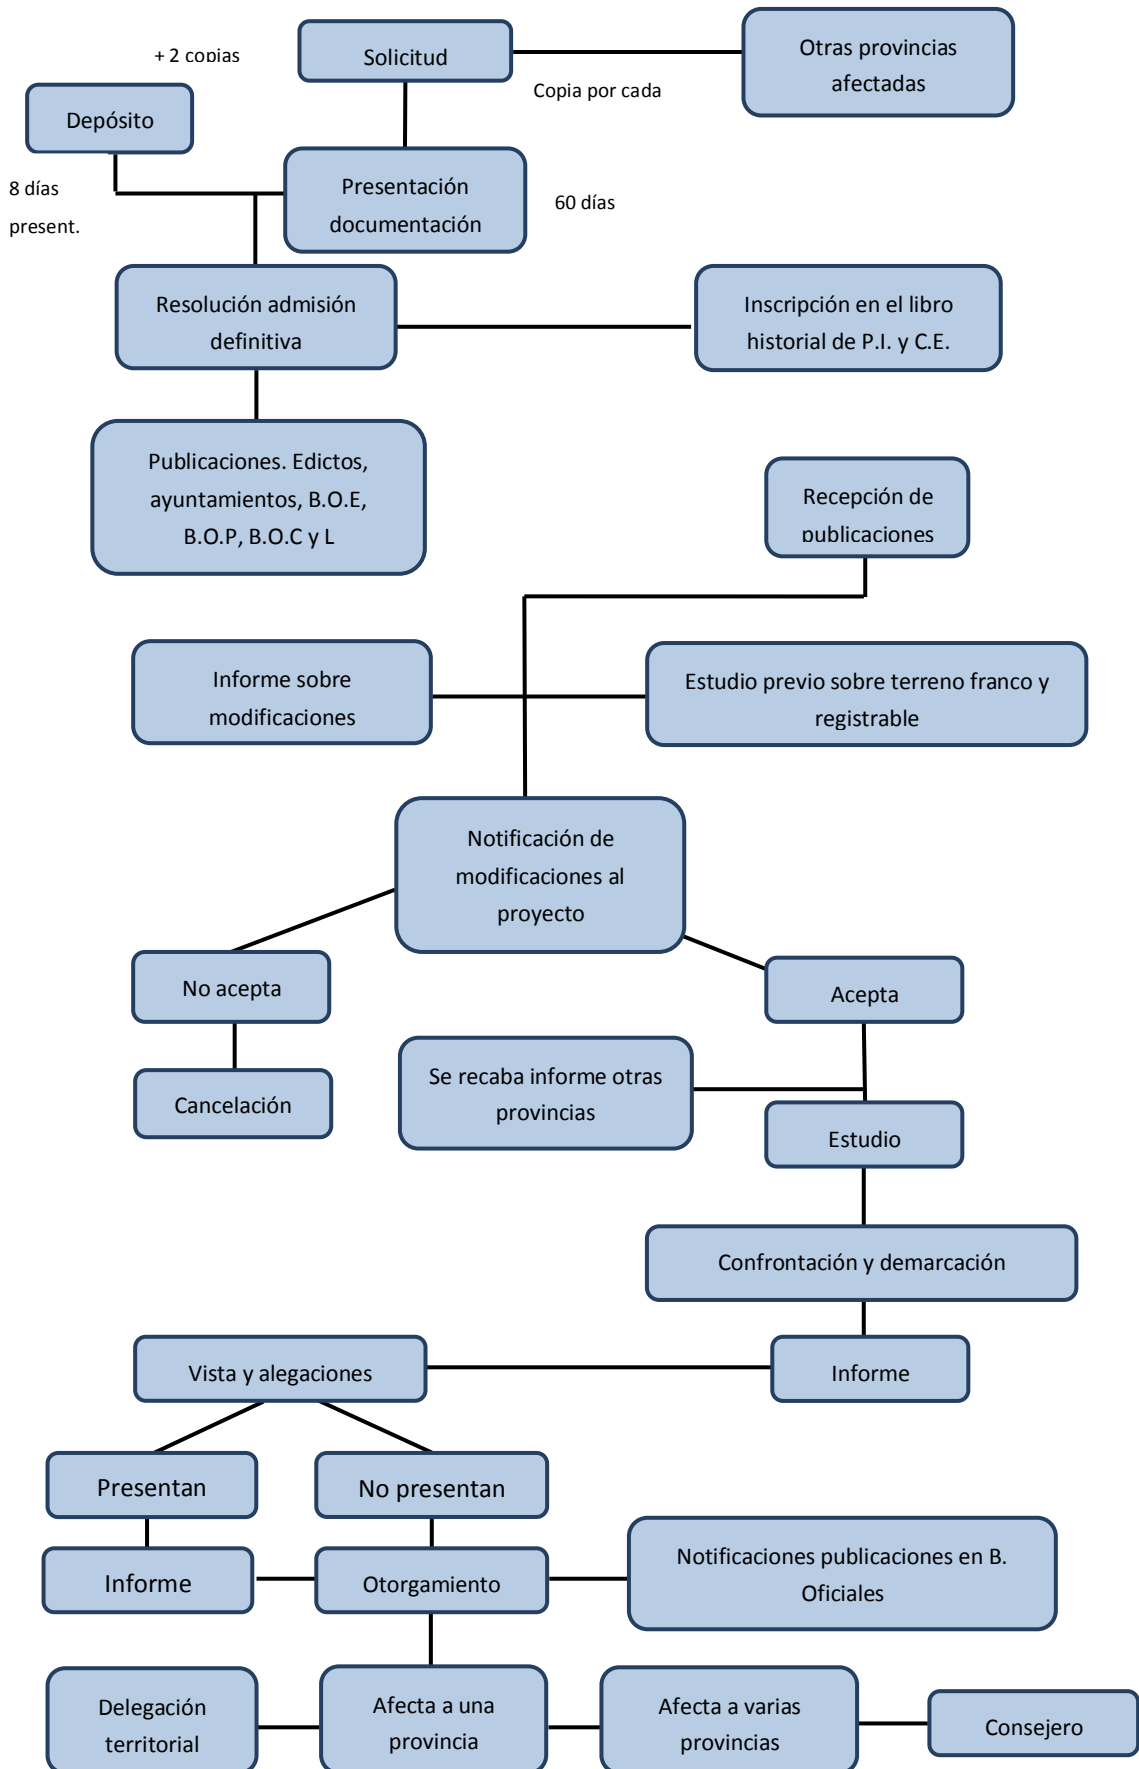 + 2 copias
Solicitud
Otras provincias
afectadas
Copia por cada
Depósito
8 días
present.
Presentación
documentación
60 días
Resolución admisión
definitiva
Inscripción en el libro
historial de P.I. y C.E.
Publicaciones. Edictos,
ayuntamientos, B.O.E,
B.O.P, B.O.C y L
Recepción de
publicaciones
Informe sobre
modificaciones
Estudio previo sobre terreno franco y
registrable
Notificación de
modificaciones al
proyecto
No acepta
Acepta
Cancelación
Se recaba informe otras
provincias
Estudio
Confrontación y demarcación
Vista y alegaciones
Informe
Presentan
No presentan
Informe
Otorgamiento
Notificaciones publicaciones en B.
Oficiales
Delegación
territorial
Afecta a una
provincia
Afecta a varias
provincias
Consejero